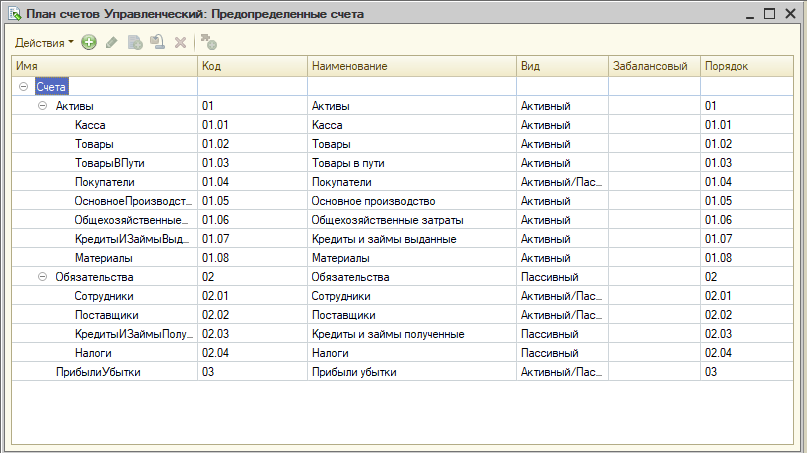 План счетов Управленческий: Предопределенные счета
Действия
Имя Код Наименование Вид Забалансовый Порядок
Счета
Активы 01 Активы Активный 01
Касса 01.01 Касса Активный 01.01
Товары 01.02 Товары Активный 01.02
ТоварыВПути 01.03 Товары в пути Активный 01.03
Покупатели 01.04 Покупатели Активный/Пас... 01.04
ОсновноеПроизводст... 01.05 Основное производство Активный 01.05
Общехозяйственные... 01.06 Общехозяйственные затраты Активный 01.06
КредитыИЗаймыВыд... 01.07 Кредиты и займы выданные Активный 01.07
Материалы 01.08 Материалы Активный 01.08
Обязательства 02 Обязательства Пассивный 02
Сотрудники 02.01 Сотрудники Активный/Пас... 02.01
Поставщики 02.02 Поставщики Активный/Пас... 02.02
КредитыИЗаймыПолу... 02.03 Кредиты и займы полученные Пассивный 02.03
Налоги 02.04 Налоги Пассивный 02.04
ПрибылиУбытки 03 Прибыли убытки Активный/Пас... 03